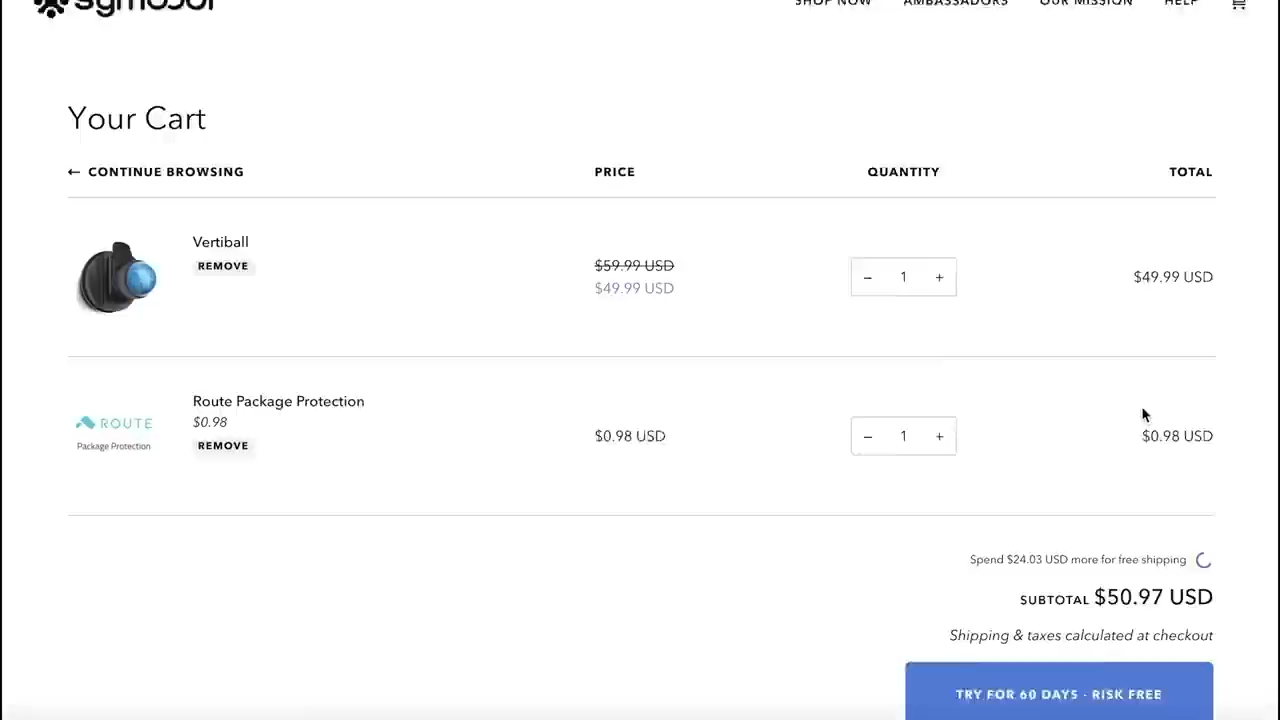 SHOP NOW AMBASSADORS OUR MISSION HELP
Your Cart
← CONTINUE BROWSING PRICE QUANTITY TOTAL
Vertiball
REMOVE
$59.99 USD
$49.99 USD
− 1 +
$49.99 USD
ROUTE
Package Protection
Route Package Protection
$0.98
REMOVE
$0.98 USD
− 1 +
$0.98 USD
Spend $24.03 USD more for free shipping
SUBTOTAL $50.97 USD
Shipping & taxes calculated at checkout
TRY FOR 60 DAYS - RISK FREE